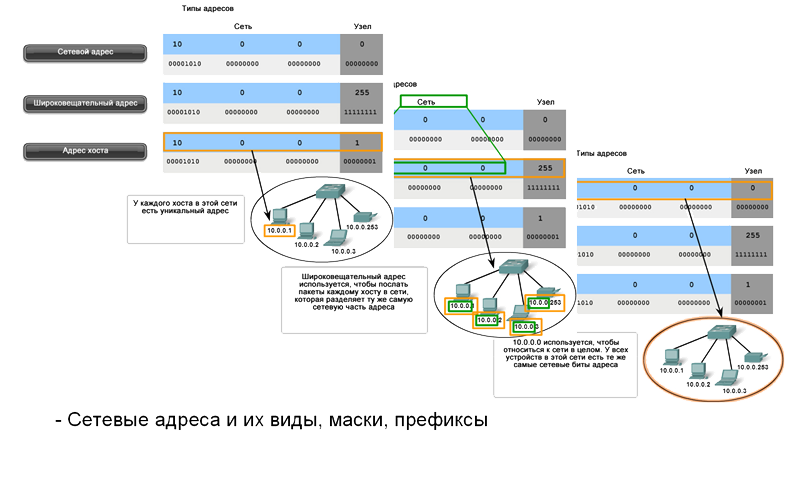 Типы адресов
Сеть Узел
Сетевой адрес
10 0 0 0
00001010 00000000 00000000 00000000
Широковещательный адрес
10 0 0 255
00001010 00000000 00000000 11111111
Адрес хоста
10 0 0 1
00001010 00000000 00000000 00000001
У каждого хоста в этой сети
есть уникальный адрес
10.0.0.1
10.0.0.2
10.0.0.3
10.0.0.253
дресов
Сеть Узел
0 0 0
00000000 00000000 00000000
0 0 255
00000000 00000000 11111111
0 0 1
00000000 00000000 00000001
Широковещательный адрес
используется, чтобы послать
пакеты каждому хосту в сети,
которая разделяет ту же самую
сетевую часть адреса
10.0.0.1
10.0.0.2
10.0.0.3
10.0.0.253
Типы адресов
Сеть Узел
0 0 0
01010 00000000 00000000 00000000
0 0 255
01010 00000000 00000000 11111111
0 0 1
01010 00000000 00000000 00000001
10.0.0.0 используется, чтобы
относиться к сети в целом. У всех
устройств в этой сети есть те же
самые сетевые биты адреса
10.0.0.1
10.0.0.2
10.0.0.3
10.0.0.253
- Сетевые адреса и их виды, маски, префиксы